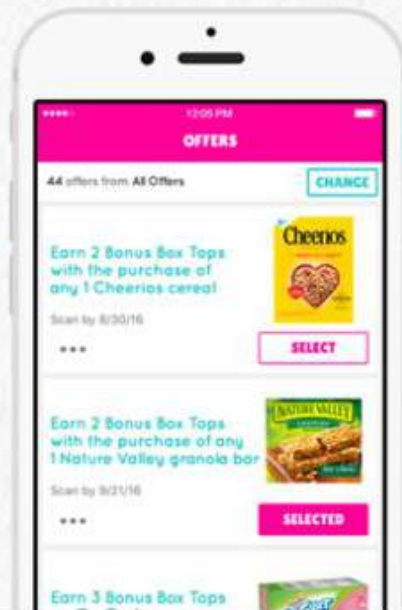 12:05 PM
OFFERS
44 offers from All Offers
CHANGE
Earn 2 Bonus Box Tops
with the purchase of
any 1 Cheerios cereal
Scan by 8/30/16
Cheerios
SELECT
Earn 2 Bonus Box Tops
with the purchase of any
1 Nature Valley granola bar
Scan by 9/21/16
NATURE VALLEY
SELECTED
Earn 3 Bonus Box Tops